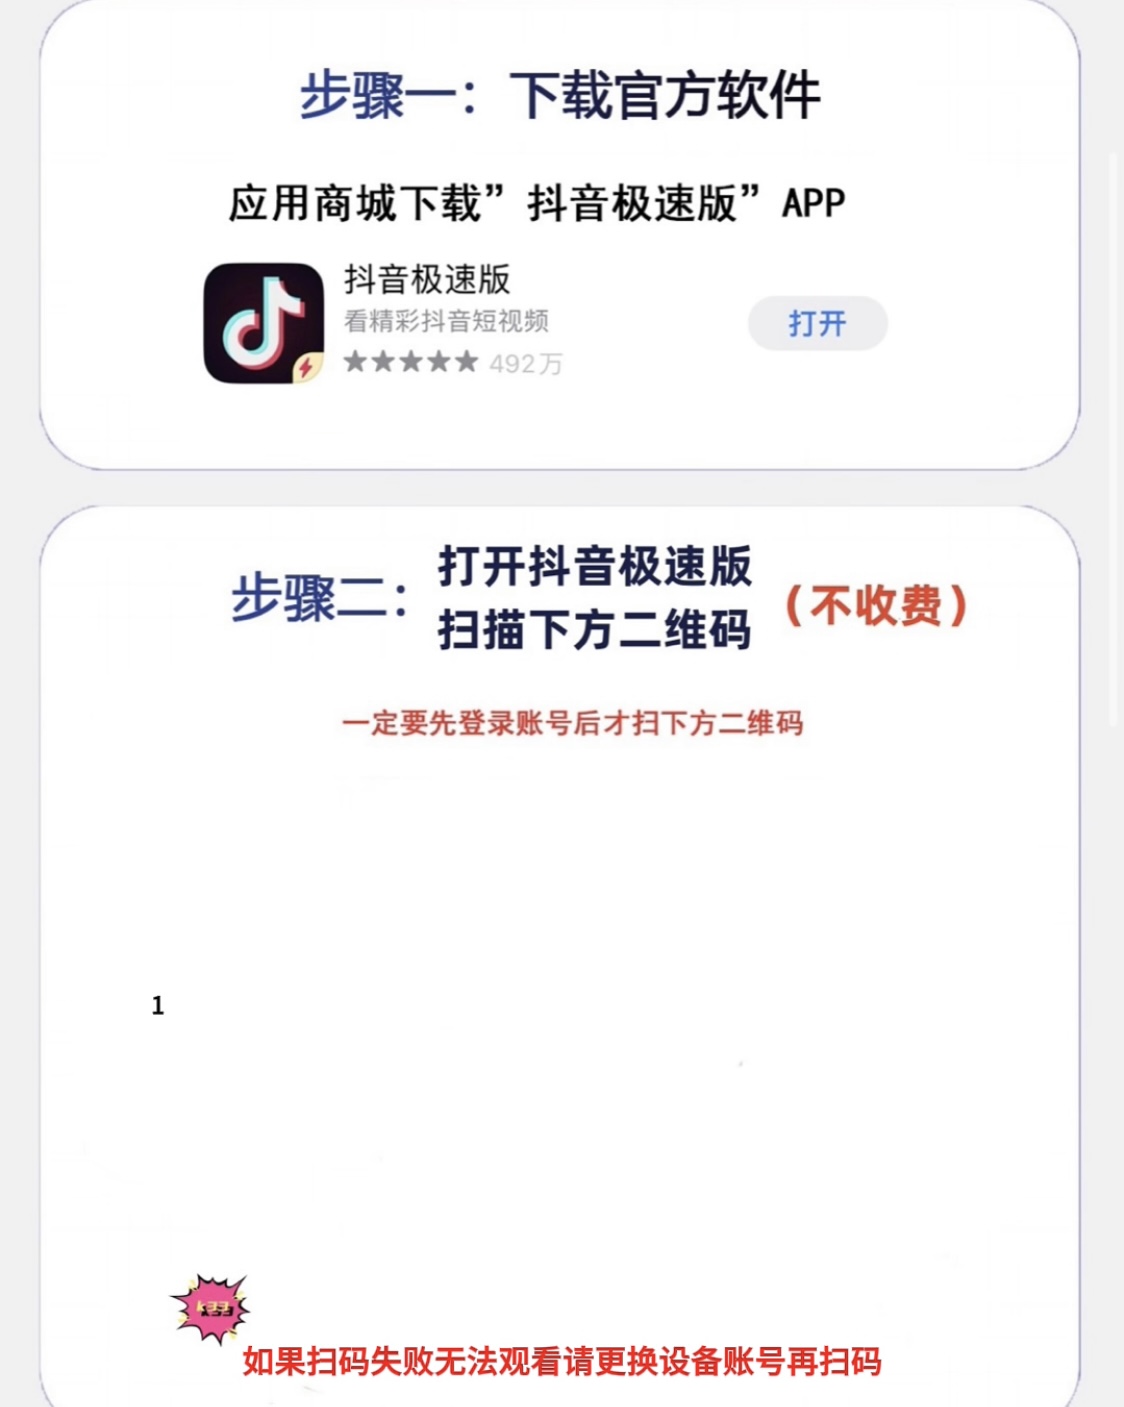 步骤一：下载官方软件
应用商城下载”抖音极速版”APP
抖音极速版
看精彩抖音短视频
打开
★★★★★ 492万
步骤二：
打开抖音极速版
扫描下方二维码
（不收费）
一定要先登录账号后才扫下方二维码
1
k33
如果扫码失败无法观看请更换设备账号再扫码